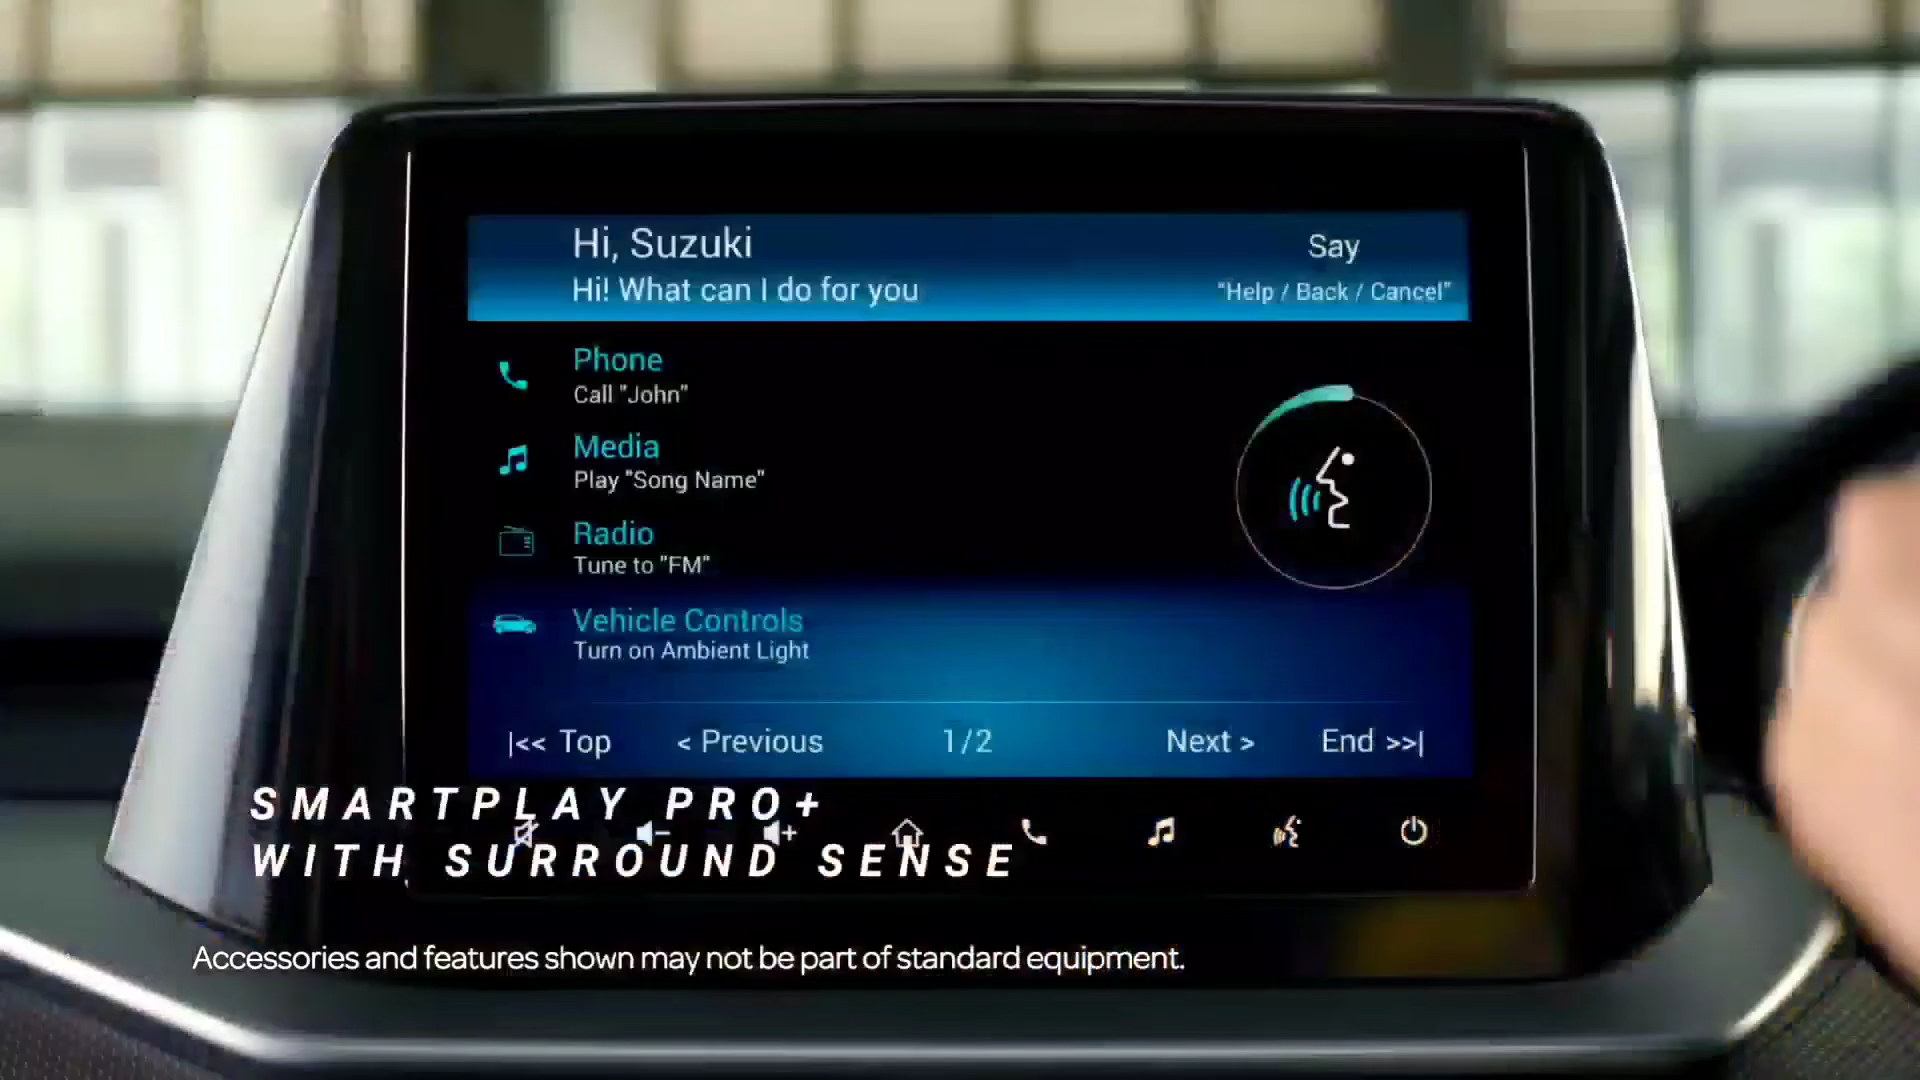 Hi, Suzuki
Say
Hi! What can I do for you
"Help / Back / Cancel"
Phone
Call "John"
Media
Play "Song Name"
Radio
Tune to "FM"
Vehicle Controls
Turn on Ambient Light
|<< Top < Previous 1/2 Next > End >>|
SMARTPLAY PRO+
WITH SURROUND SENSE
Accessories and features shown may not be part of standard equipment.